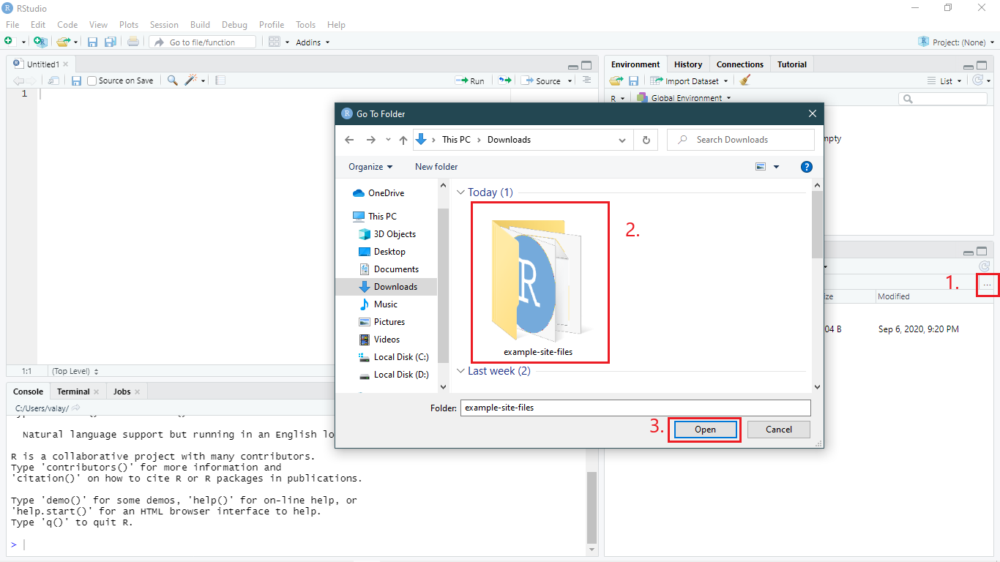 RStudio
File Edit Code View Plots Session Build Debug Profile Tools Help
Go to file/function Addins Project: (None)
Untitled1
Source on Save Run Source
1
Environment History Connections Tutorial
Import Dataset List
R Global Environment
mpty
Go To Folder
This PC Downloads
Search Downloads
Organize New folder
OneDrive
This PC
3D Objects
Desktop
Documents
Downloads
Music
Pictures
Videos
Local Disk (C:)
Local Disk (D:)
Today (1)
R
example-site-files
2.
Last week (2)
Folder: example-site-files
3. Open Cancel
1. ...
ize Modified
04 B Sep 6, 2020, 9:20 PM
1:1 (Top Level)
Console Terminal Jobs
C:/Users/valay/
Natural language support but running in an English lo
R is a collaborative project with many contributors.
Type 'contributors()' for more information and
'citation()' on how to cite R or R packages in publications.
Type 'demo()' for some demos, 'help()' for on-line help, or
'help.start()' for an HTML browser interface to help.
Type 'q()' to quit R.
>